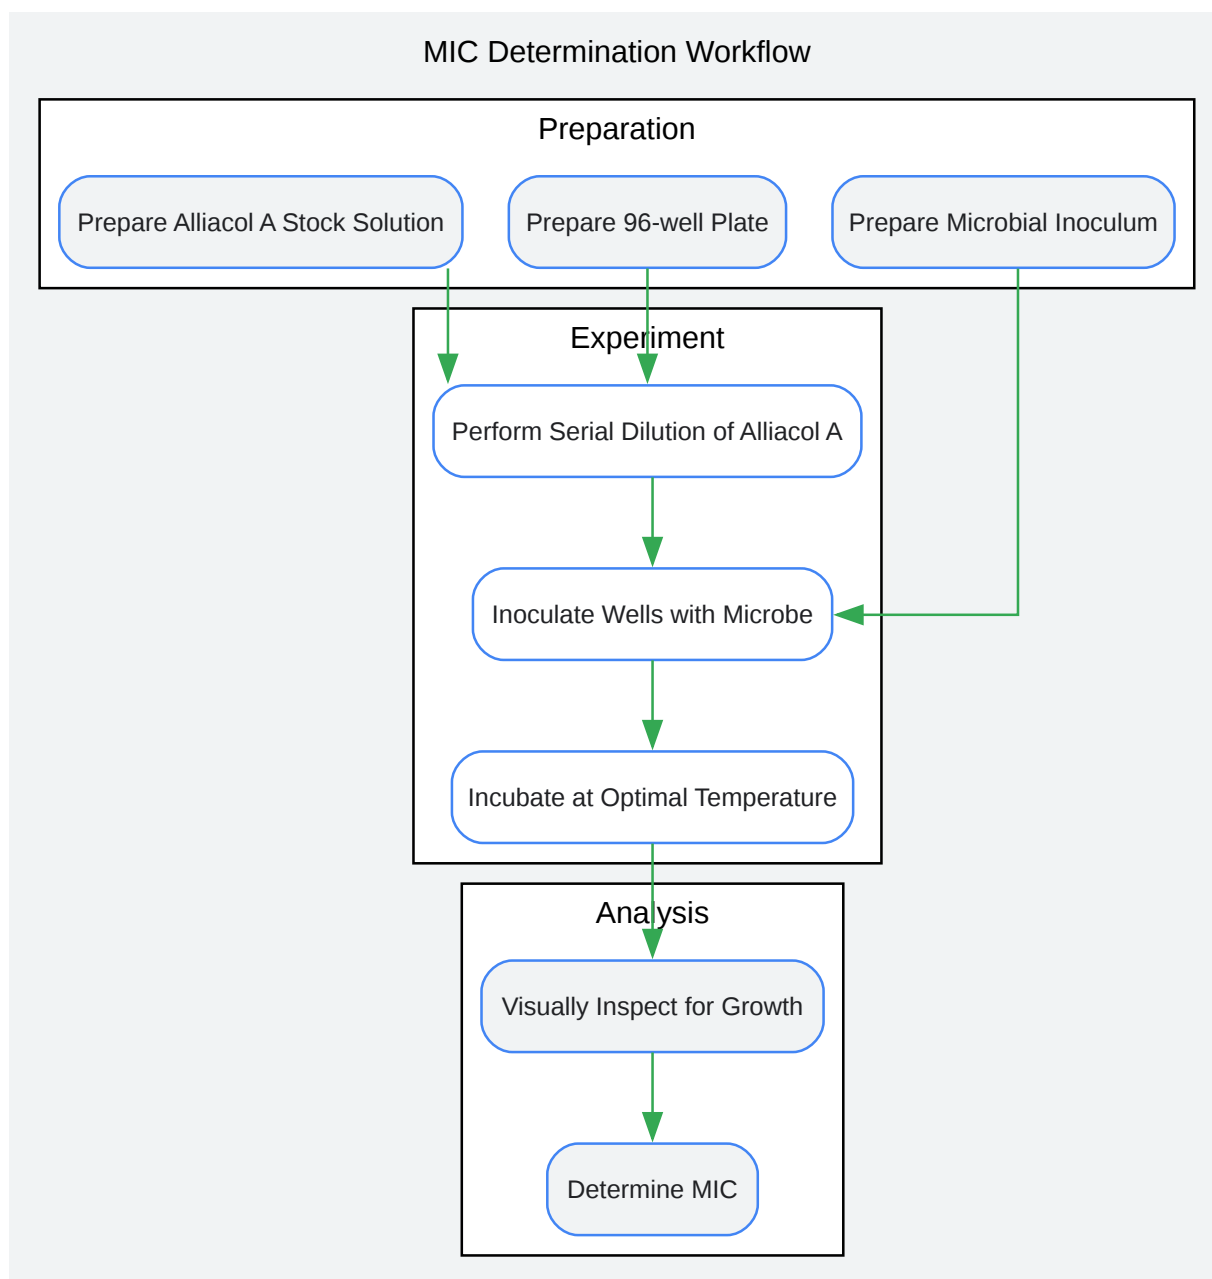 MIC Determination Workflow
Preparation
Prepare Alliacol A Stock Solution
Prepare 96-well Plate
Prepare Microbial Inoculum
Experiment
Perform Serial Dilution of Alliacol A
Inoculate Wells with Microbe
Incubate at Optimal Temperature
Analysis
Visually Inspect for Growth
Determine MIC